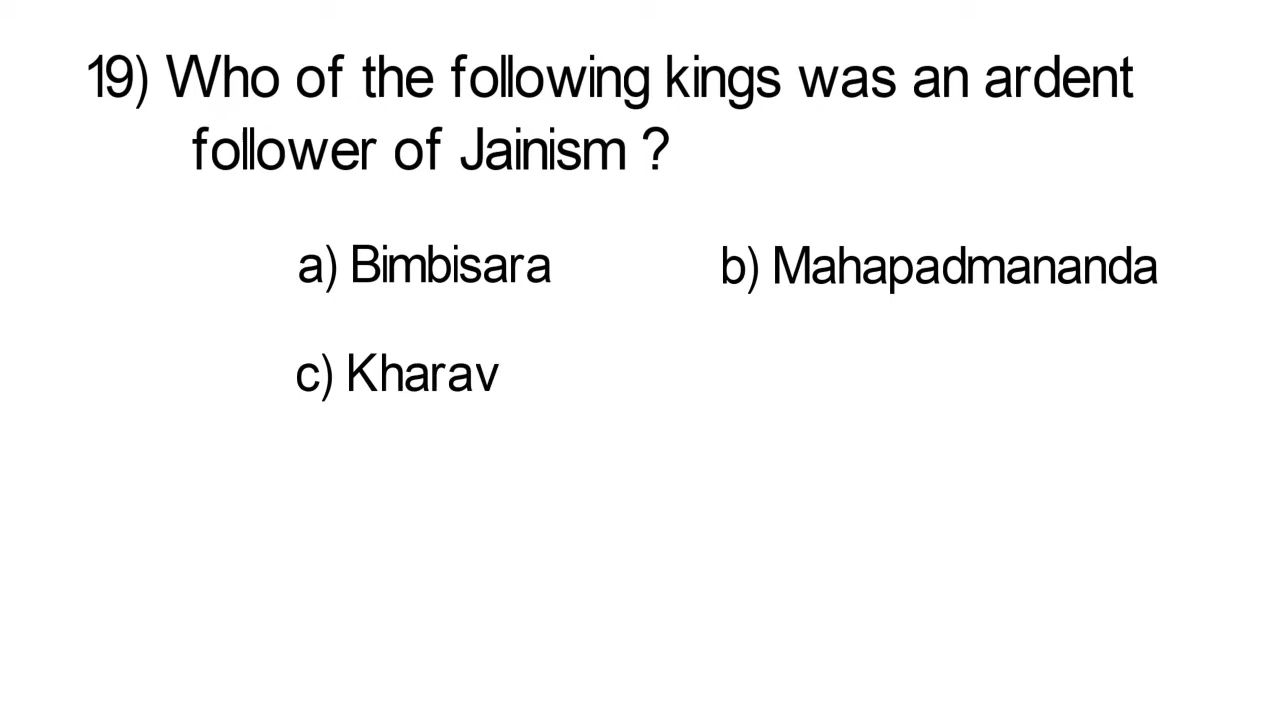 19) Who of the following kings was an ardent
follower of Jainism ?
a) Bimbisara b) Mahapadmananda
c) Kharav